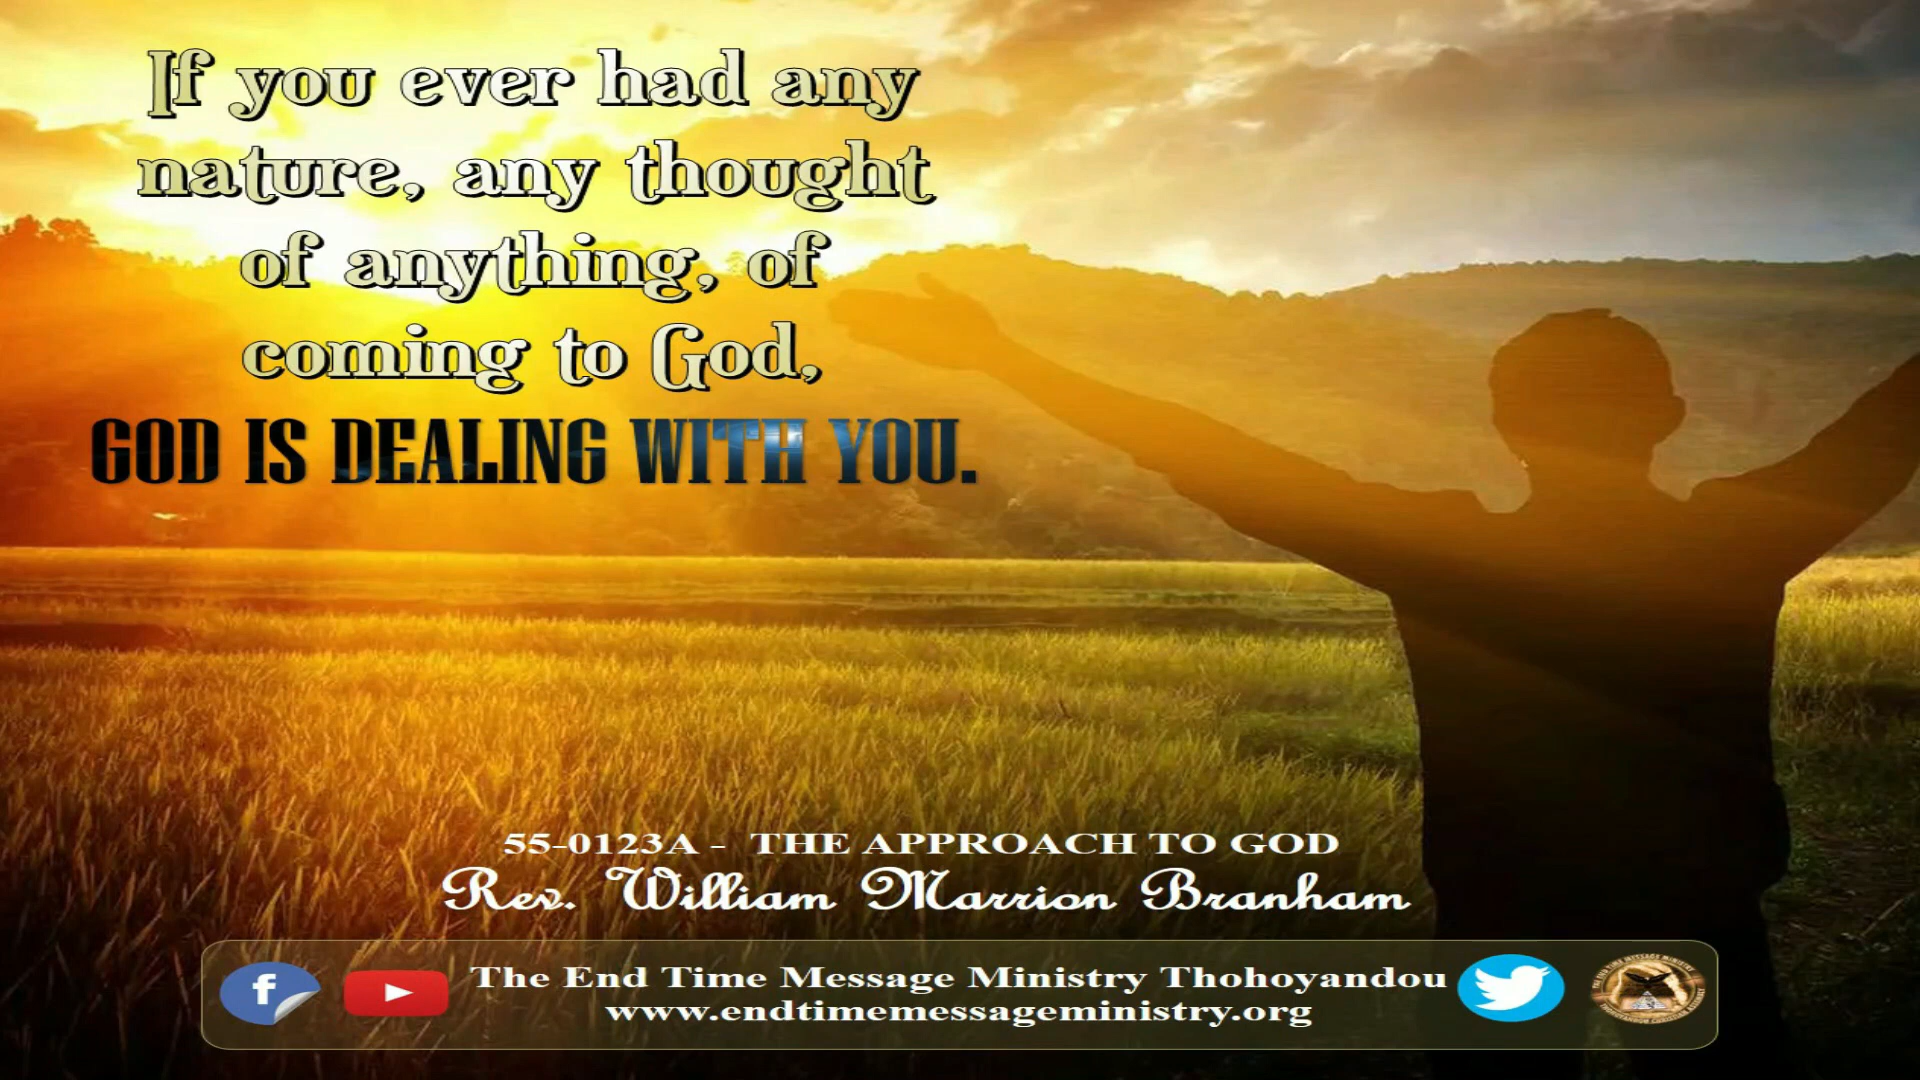 If you ever had any
nature, any thought
of anything, of
coming to God,
GOD IS DEALING WITH YOU.
55-0123A - THE APPROACH TO GOD
Rev. William Marrion Branham
The End Time Message Ministry Thohoyandou
www.endtimemessageministry.org